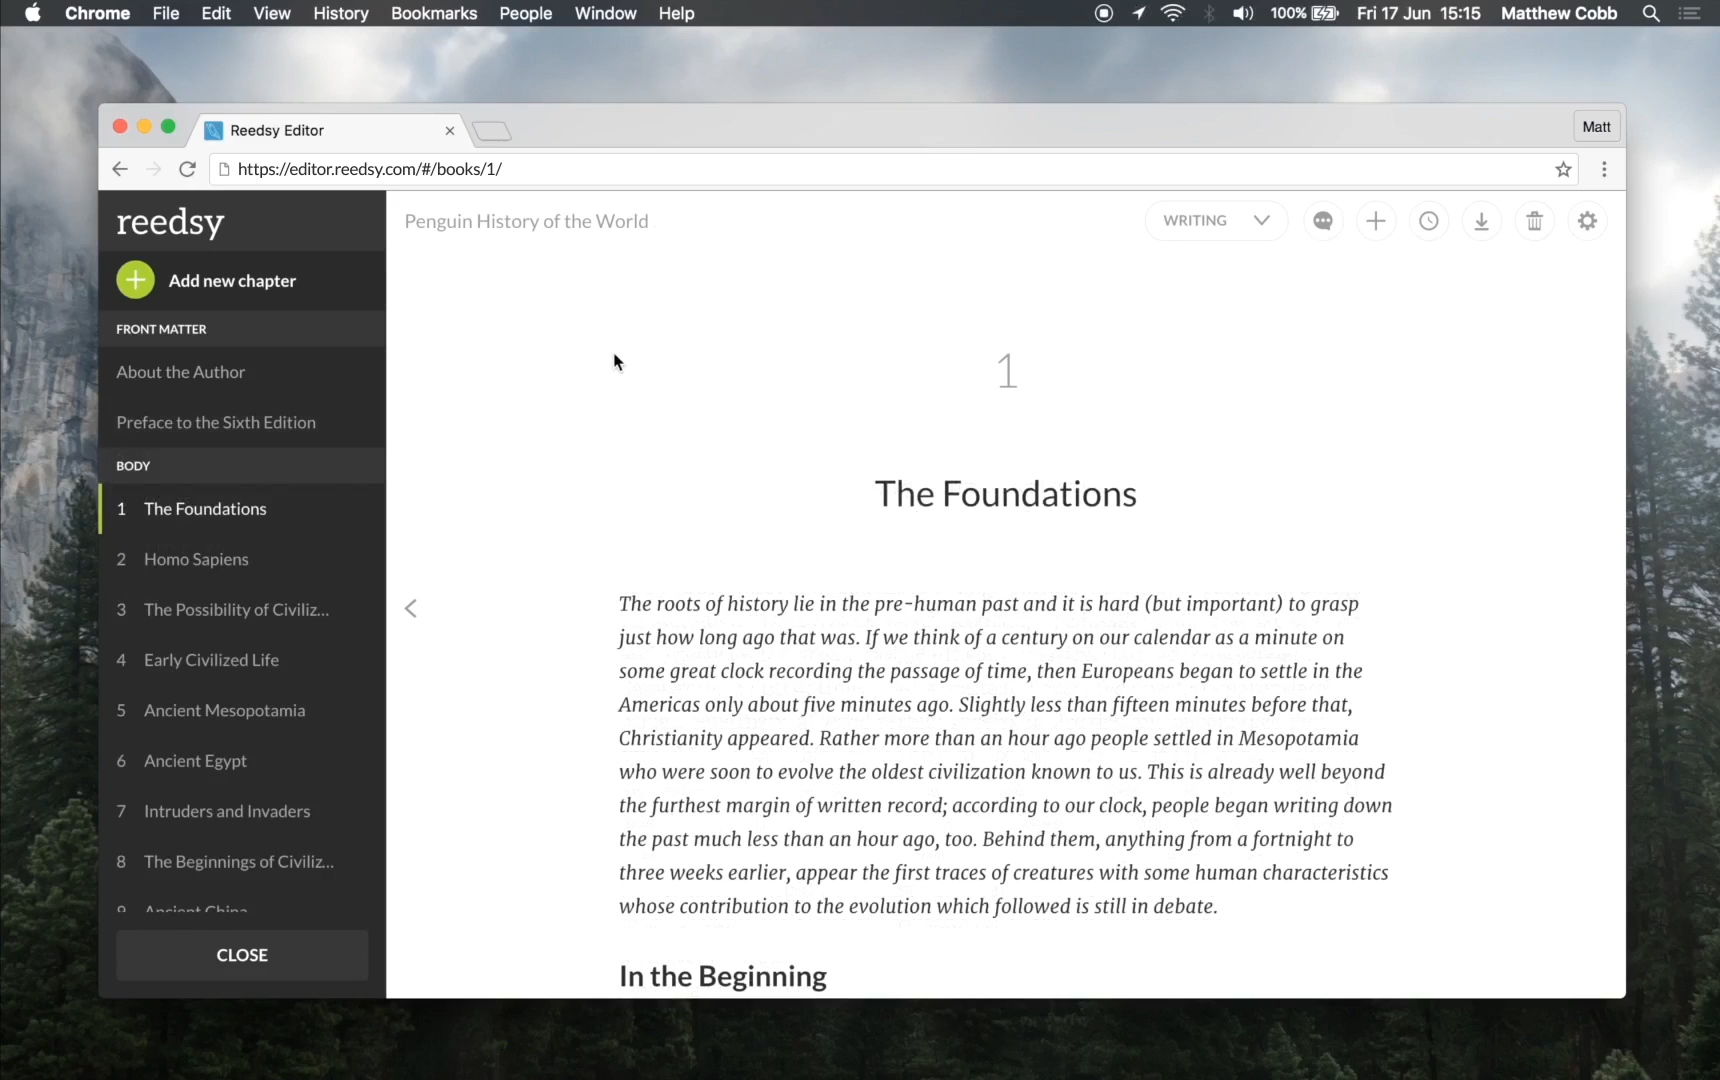 Chrome File Edit View History Bookmarks People Window Help 100% Fri 17 Jun 15:15 Matthew Cobb
Reedsy Editor
Matt
https://editor.reedsy.com/#/books/1/
reedsy
Add new chapter
FRONT MATTER
About the Author
Preface to the Sixth Edition
BODY
1 The Foundations
2 Homo Sapiens
3 The Possibility of Civiliz...
4 Early Civilized Life
5 Ancient Mesopotamia
6 Ancient Egypt
7 Intruders and Invaders
8 The Beginnings of Civiliz...
9 Ancient China
CLOSE
Penguin History of the World
WRITING
1
The Foundations
The roots of history lie in the pre-human past and it is hard (but important) to grasp
just how long ago that was. If we think of a century on our calendar as a minute on
some great clock recording the passage of time, then Europeans began to settle in the
Americas only about five minutes ago. Slightly less than fifteen minutes before that,
Christianity appeared. Rather more than an hour ago people settled in Mesopotamia
who were soon to evolve the oldest civilization known to us. This is already well beyond
the furthest margin of written record; according to our clock, people began writing down
the past much less than an hour ago, too. Behind them, anything from a fortnight to
three weeks earlier, appear the first traces of creatures with some human characteristics
whose contribution to the evolution which followed is still in debate.
In the Beginning